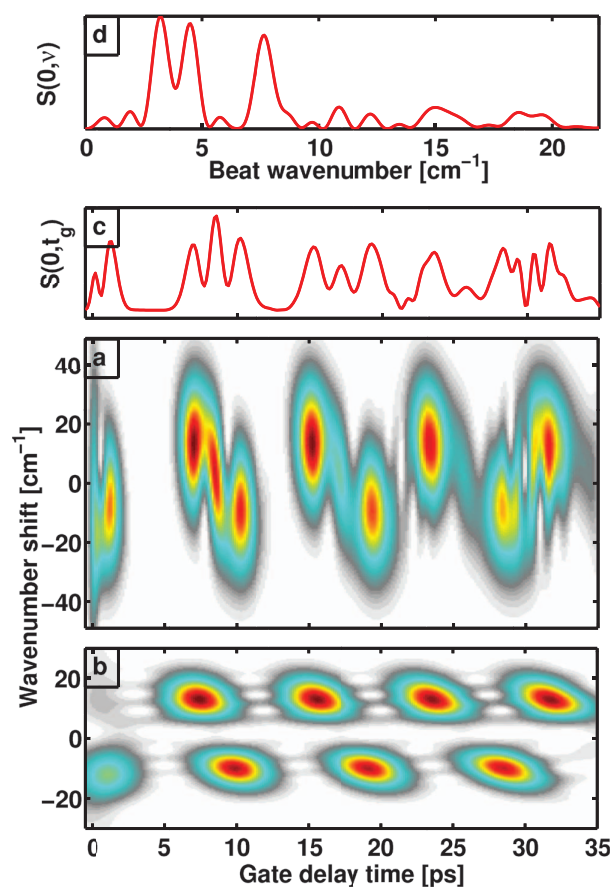 d
S(0,ν)
0 5 10 15 20
Beat wavenumber [cm⁻¹]
c
S(0,t_g)
a
40
20
0
−20
−40
Wavenumber shift [cm⁻¹]
b
20
0
−20
0 5 10 15 20 25 30 35
Gate delay time [ps]